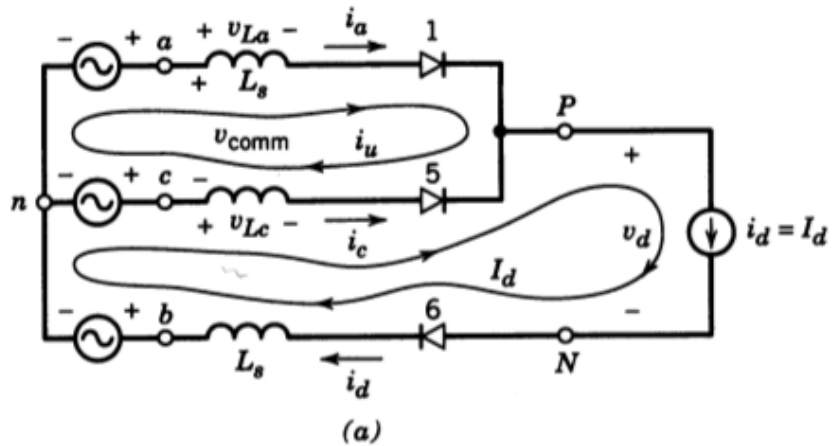 - + a + v_La - i_a 1
+ L_s
P
v_comm i_u +
n - + c - 5
+ v_Lc - i_c v_d i_d = I_d
I_d
- + b 6 -
L_s i_d N
(a)